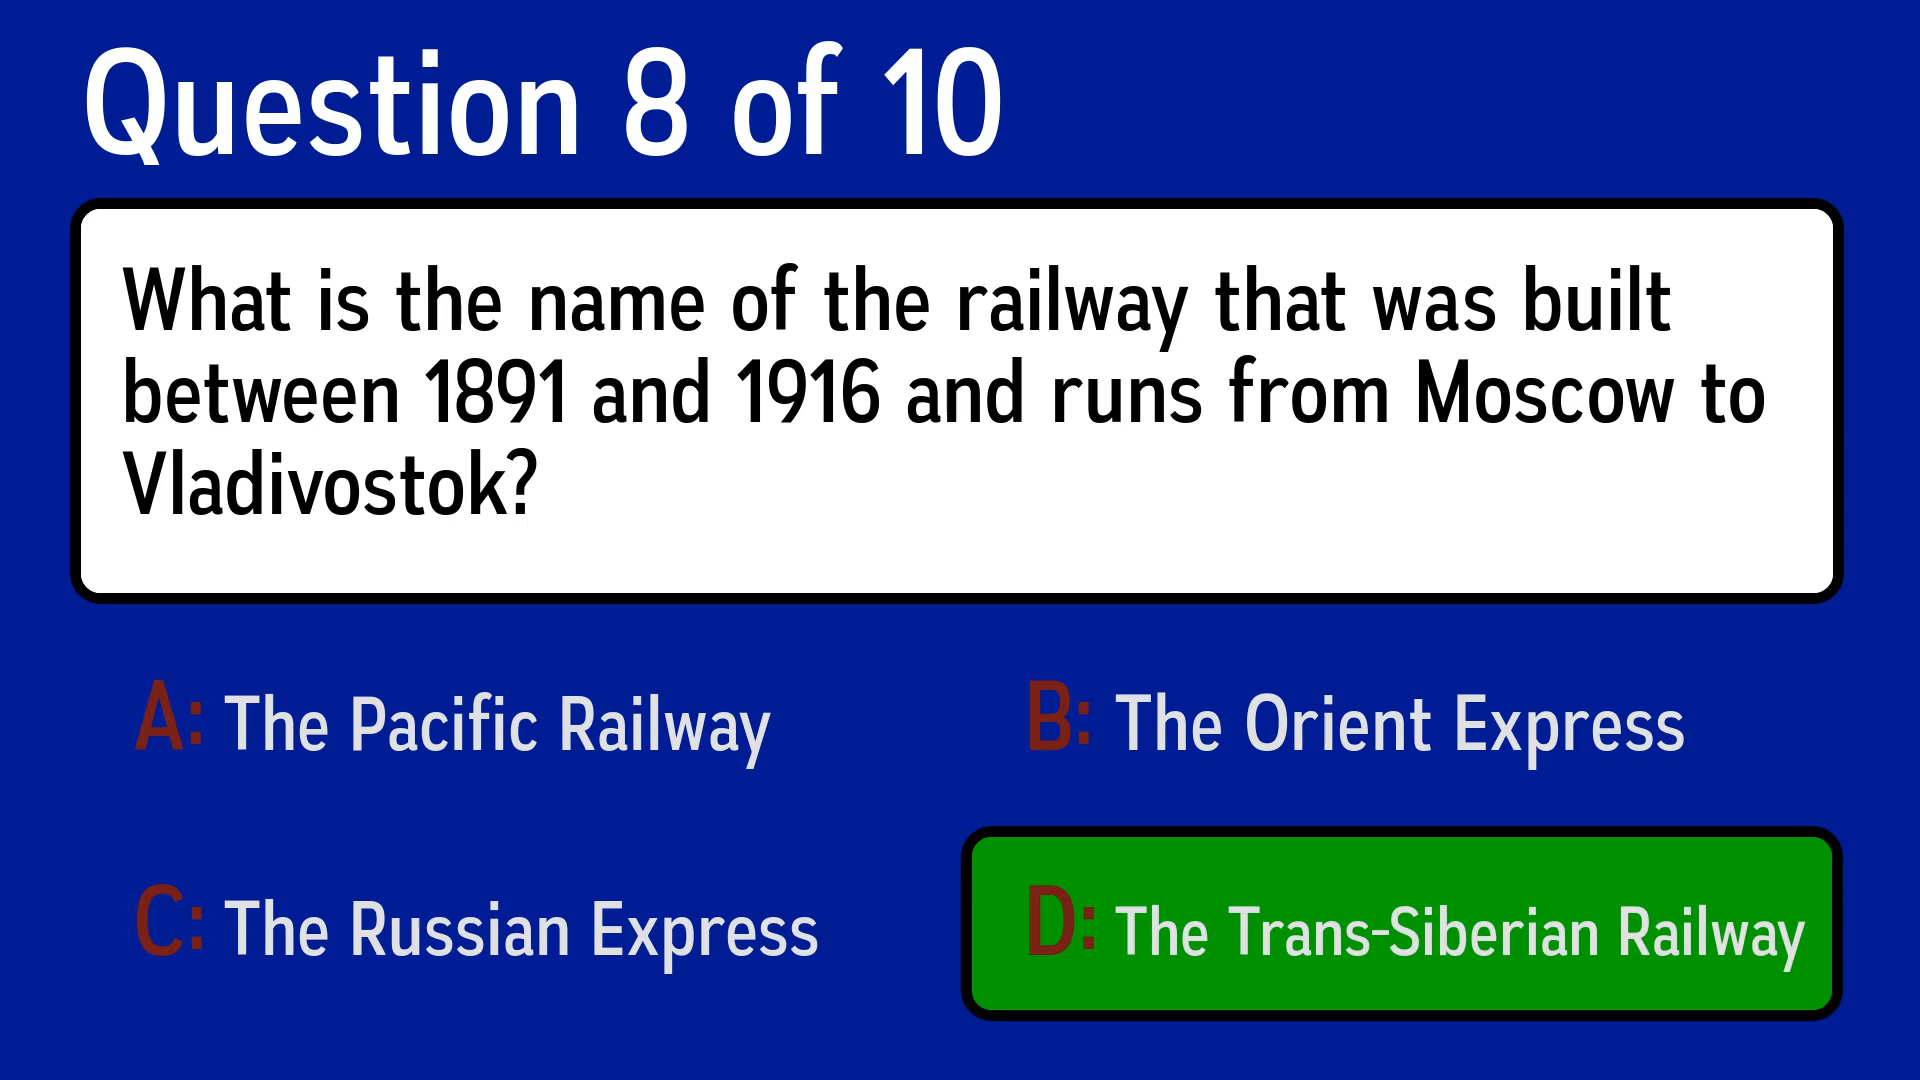 Question 8 of 10
What is the name of the railway that was built
between 1891 and 1916 and runs from Moscow to
Vladivostok?
A: The Pacific Railway
B: The Orient Express
C: The Russian Express
D: The Trans-Siberian Railway